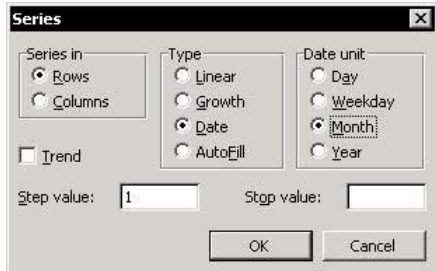 Series
Series in
Rows
Columns
Trend
Type
Linear
Growth
Date
AutoFill
Date unit
Day
Weekday
Month
Year
Step value: 1
Stop value:
OK
Cancel